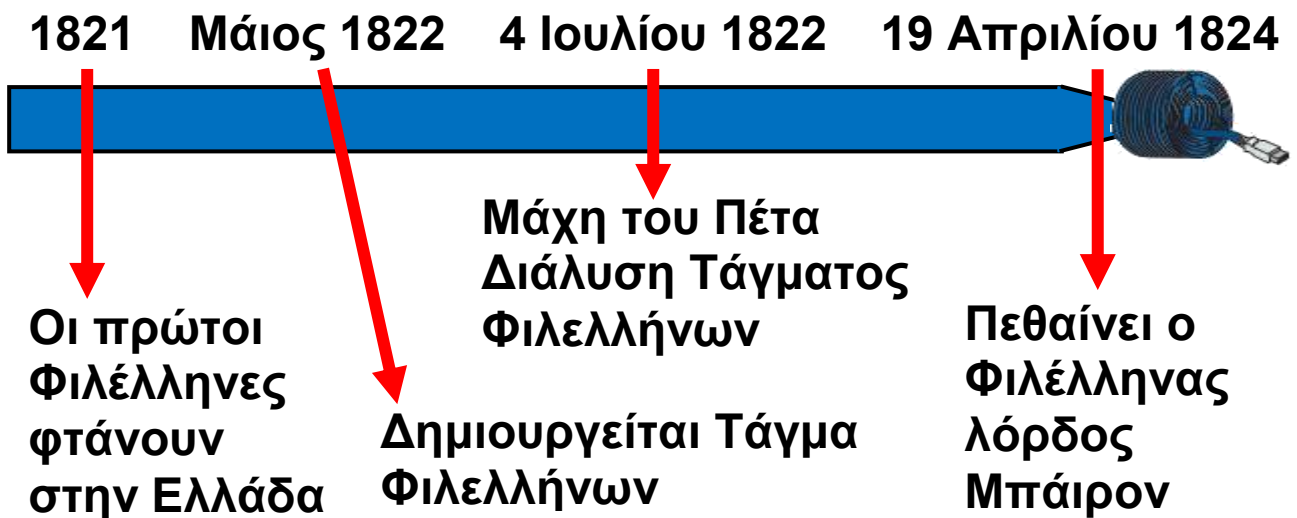 1821 Μάιος 1822 4 Ιουλίου 1822 19 Απριλίου 1824
Οι πρώτοι
Φιλέλληνες
φτάνουν
στην Ελλάδα
Δημιουργείται Τάγμα
Φιλελλήνων
Μάχη του Πέτα
Διάλυση Τάγματος
Φιλελλήνων
Πεθαίνει ο
Φιλέλληνας
λόρδος
Μπάιρον